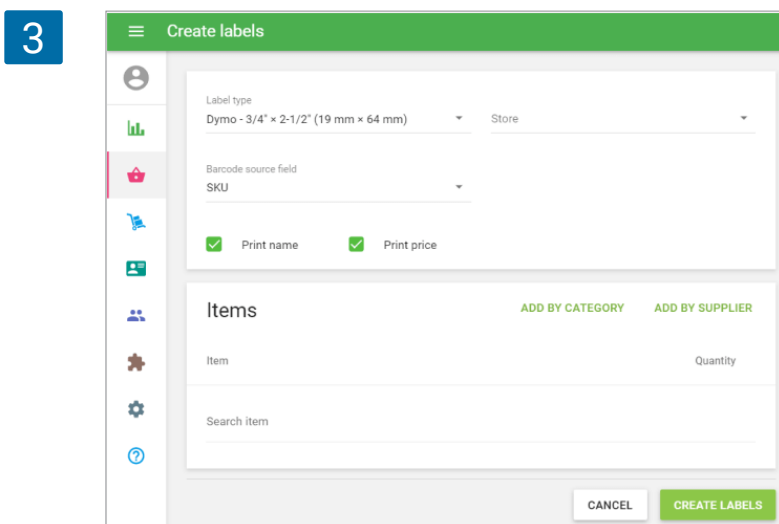 3
Create labels
Label type
Dymo - 3/4" × 2-1/2" (19 mm × 64 mm)
Store
Barcode source field
SKU
Print name
Print price
Items
ADD BY CATEGORY
ADD BY SUPPLIER
Item
Quantity
Search item
CANCEL
CREATE LABELS